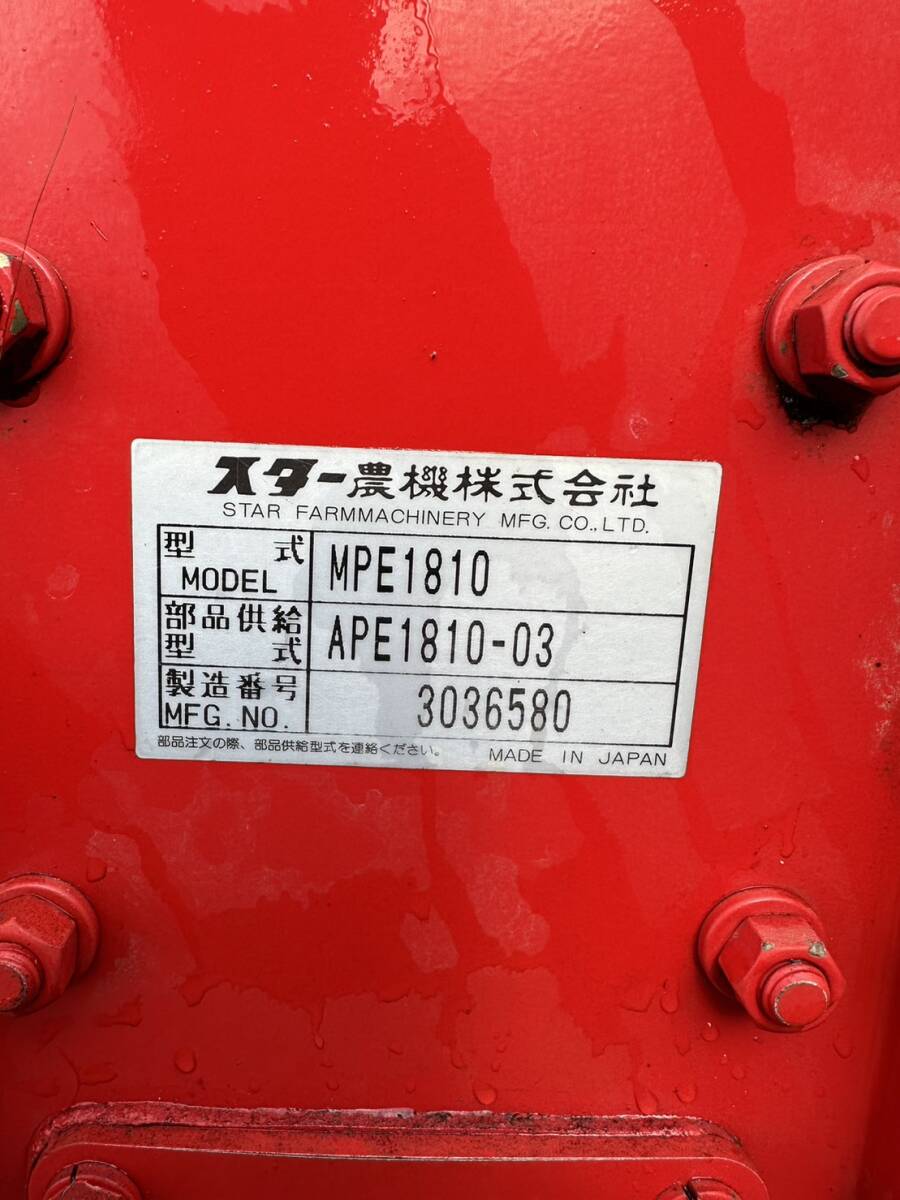 スター農機株式会社
STAR FARMMACHINERY MFG. CO.,LTD.
型式
MODEL
MPE1810
部品供給
型式
APE1810-03
製造番号
MFG.NO.
3036580
部品注文の際、部品供給型式を連絡ください。
MADE IN JAPAN